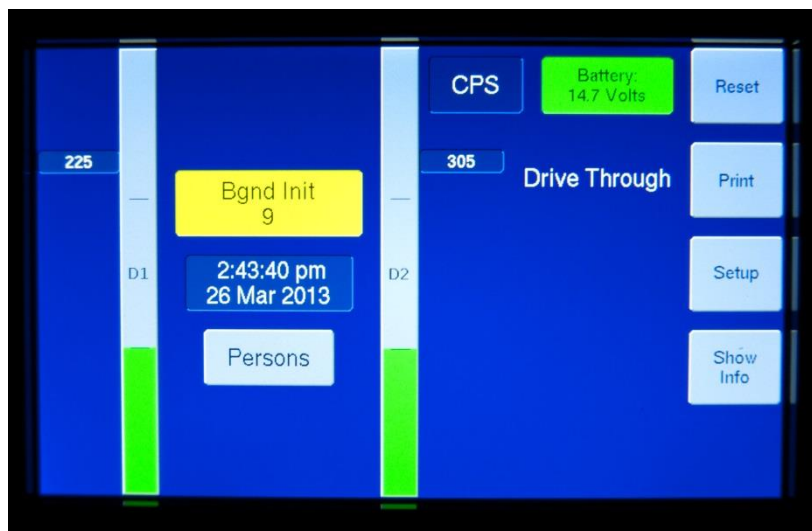 CPS
Battery:
14.7 Volts
Reset
225
305
Drive Through
Print
Bgnd Init
9
D1
2:43:40 pm
26 Mar 2013
D2
Setup
Persons
Show
Info